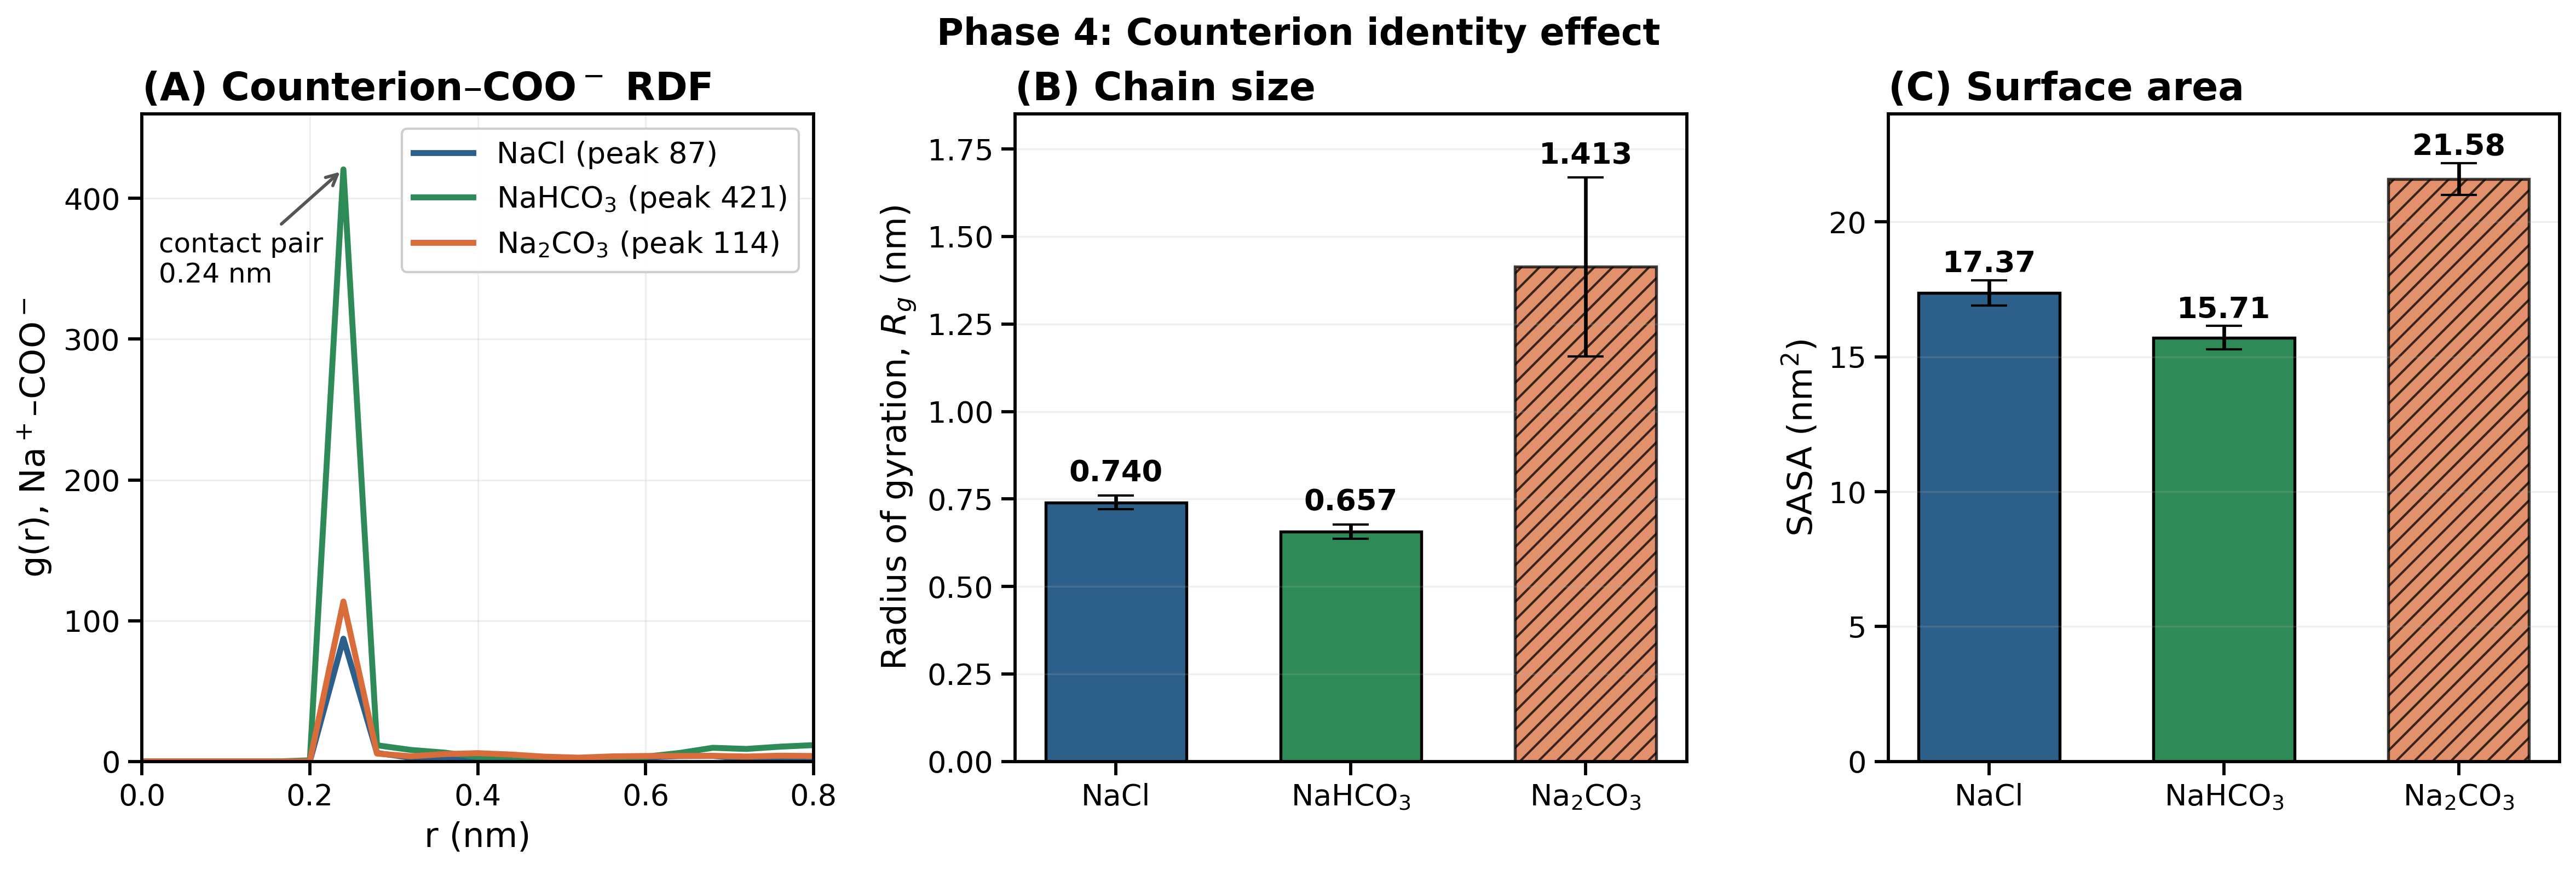 Phase 4: Counterion identity effect
(A) Counterion–COO⁻ RDF
g(r), Na⁺–COO⁻
400
300
200
100
0
0.0
0.2
0.4
0.6
0.8
r (nm)
NaCl (peak 87)
NaHCO₃ (peak 421)
Na₂CO₃ (peak 114)
contact pair
0.24 nm
(B) Chain size
Radius of gyration, R_g (nm)
1.75
1.50
1.25
1.00
0.75
0.50
0.25
0.00
0.740
0.657
1.413
NaCl
NaHCO₃
Na₂CO₃
(C) Surface area
SASA (nm²)
20
15
10
5
0
17.37
15.71
21.58
NaCl
NaHCO₃
Na₂CO₃